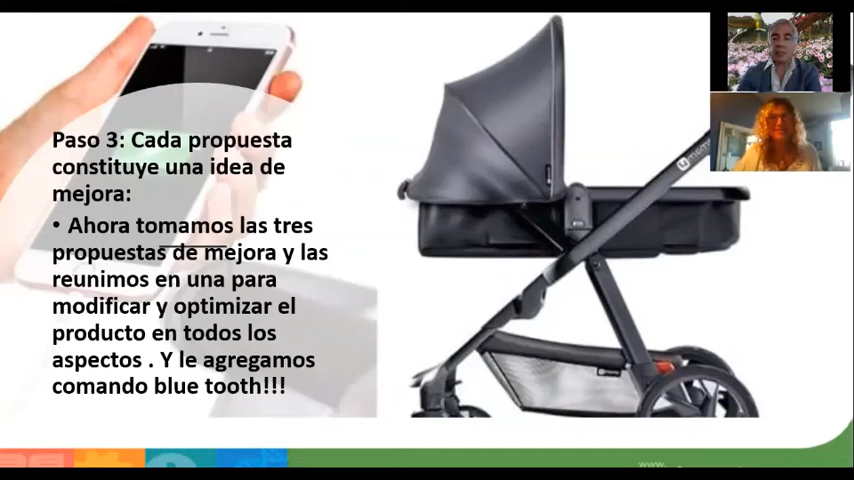 Paso 3: Cada propuesta
constituye una idea de
mejora:
• Ahora tomamos las tres
propuestas de mejora y las
reunimos en una para
modificar y optimizar el
producto en todos los
aspectos . Y le agregamos
comando blue tooth!!!
www.